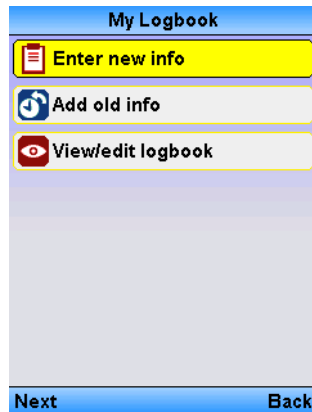 My Logbook
Enter new info
Add old info
View/edit logbook
Next Back